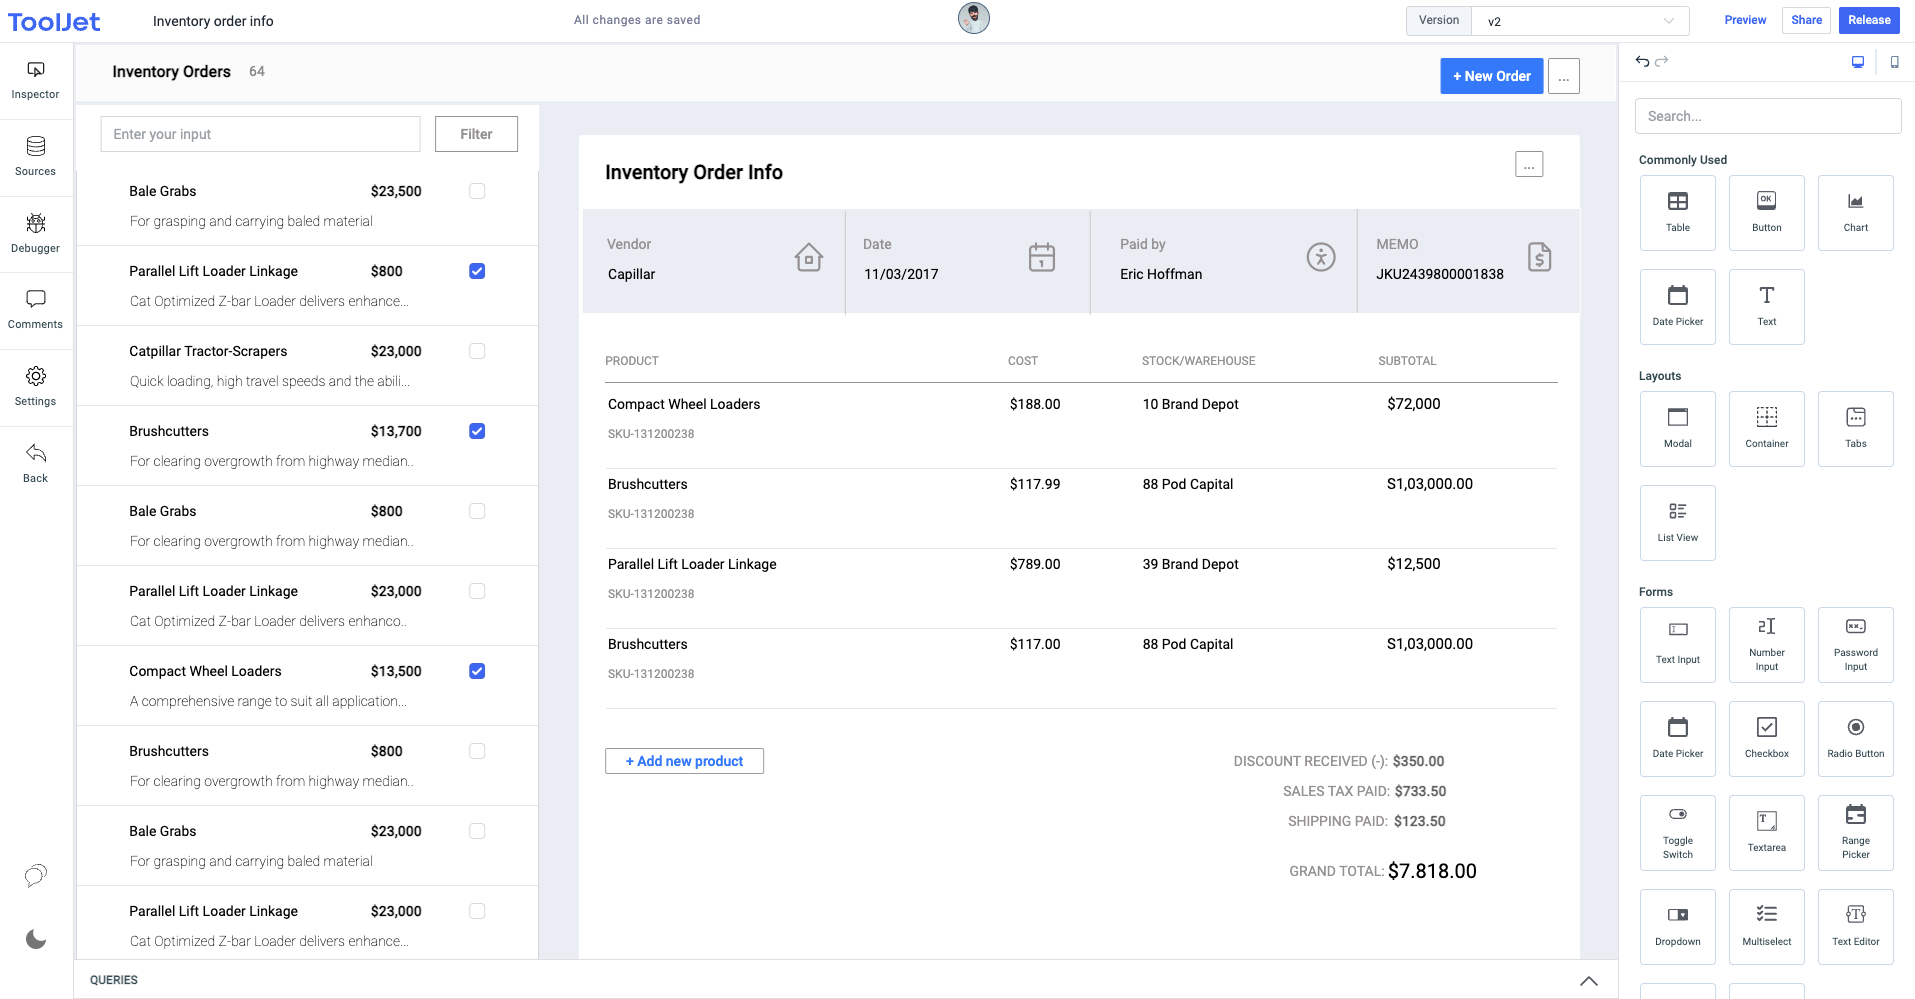 ToolJet
Inventory order info
All changes are saved
Version
v2
Preview
Share
Release
Inspector
Sources
Debugger
Comments
Settings
Back
Inventory Orders 64
+ New Order
...
Enter your input
Filter
Bale Grabs $23,500
For grasping and carrying baled material
Parallel Lift Loader Linkage $800
Cat Optimized Z-bar Loader delivers enhance...
Catpillar Tractor-Scrapers $23,000
Quick loading, high travel speeds and the abili...
Brushcutters $13,700
For clearing overgrowth from highway median..
Bale Grabs $800
For clearing overgrowth from highway median..
Parallel Lift Loader Linkage $23,000
Cat Optimized Z-bar Loader delivers enhanco..
Compact Wheel Loaders $13,500
A comprehensive range to suit all application...
Brushcutters $800
For clearing overgrowth from highway median..
Bale Grabs $23,000
For grasping and carrying baled material
Parallel Lift Loader Linkage $23,000
Cat Optimized Z-bar Loader delivers enhance...
Inventory Order Info
...
Vendor
Capillar
Date
11/03/2017
1
Paid by
Eric Hoffman
MEMO
JKU2439800001838
$
PRODUCT COST STOCK/WAREHOUSE SUBTOTAL
Compact Wheel Loaders $188.00 10 Brand Depot $72,000
SKU-131200238
Brushcutters $117.99 88 Pod Capital S1,03,000.00
SKU-131200238
Parallel Lift Loader Linkage $789.00 39 Brand Depot $12,500
SKU-131200238
Brushcutters $117.00 88 Pod Capital S1,03,000.00
SKU-131200238
+ Add new product
DISCOUNT RECEIVED (-): $350.00
SALES TAX PAID: $733.50
SHIPPING PAID: $123.50
GRAND TOTAL: $7.818.00
QUERIES
Search...
Commonly Used
Table
OK
Button
Chart
Date Picker
Text
Layouts
Modal
Container
Tabs
List View
Forms
Text Input
Number
Input
Password
Input
Date Picker
Checkbox
Radio Button
Toggle
Switch
Textarea
Range
Picker
Dropdown
Multiselect
Text Editor